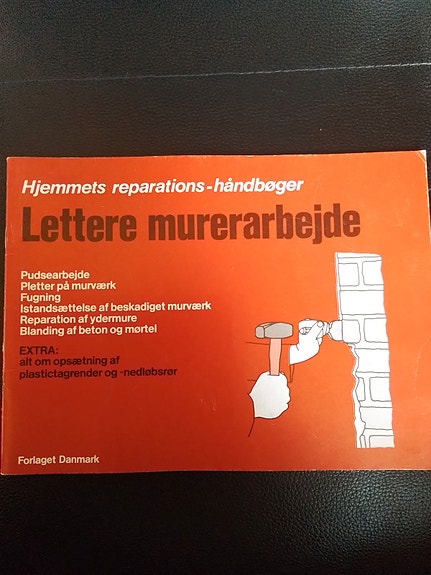 Hjemmets reparations-håndbøger
Lettere murerarbejde
Pudsearbejde
Pletter på murværk
Fugning
Istandsættelse af beskadiget murværk
Reparation af ydermure
Blanding af beton og mørtel
EXTRA:
alt om opsætning af
plastictagrender og -nedløbsrør
Forlaget Danmark